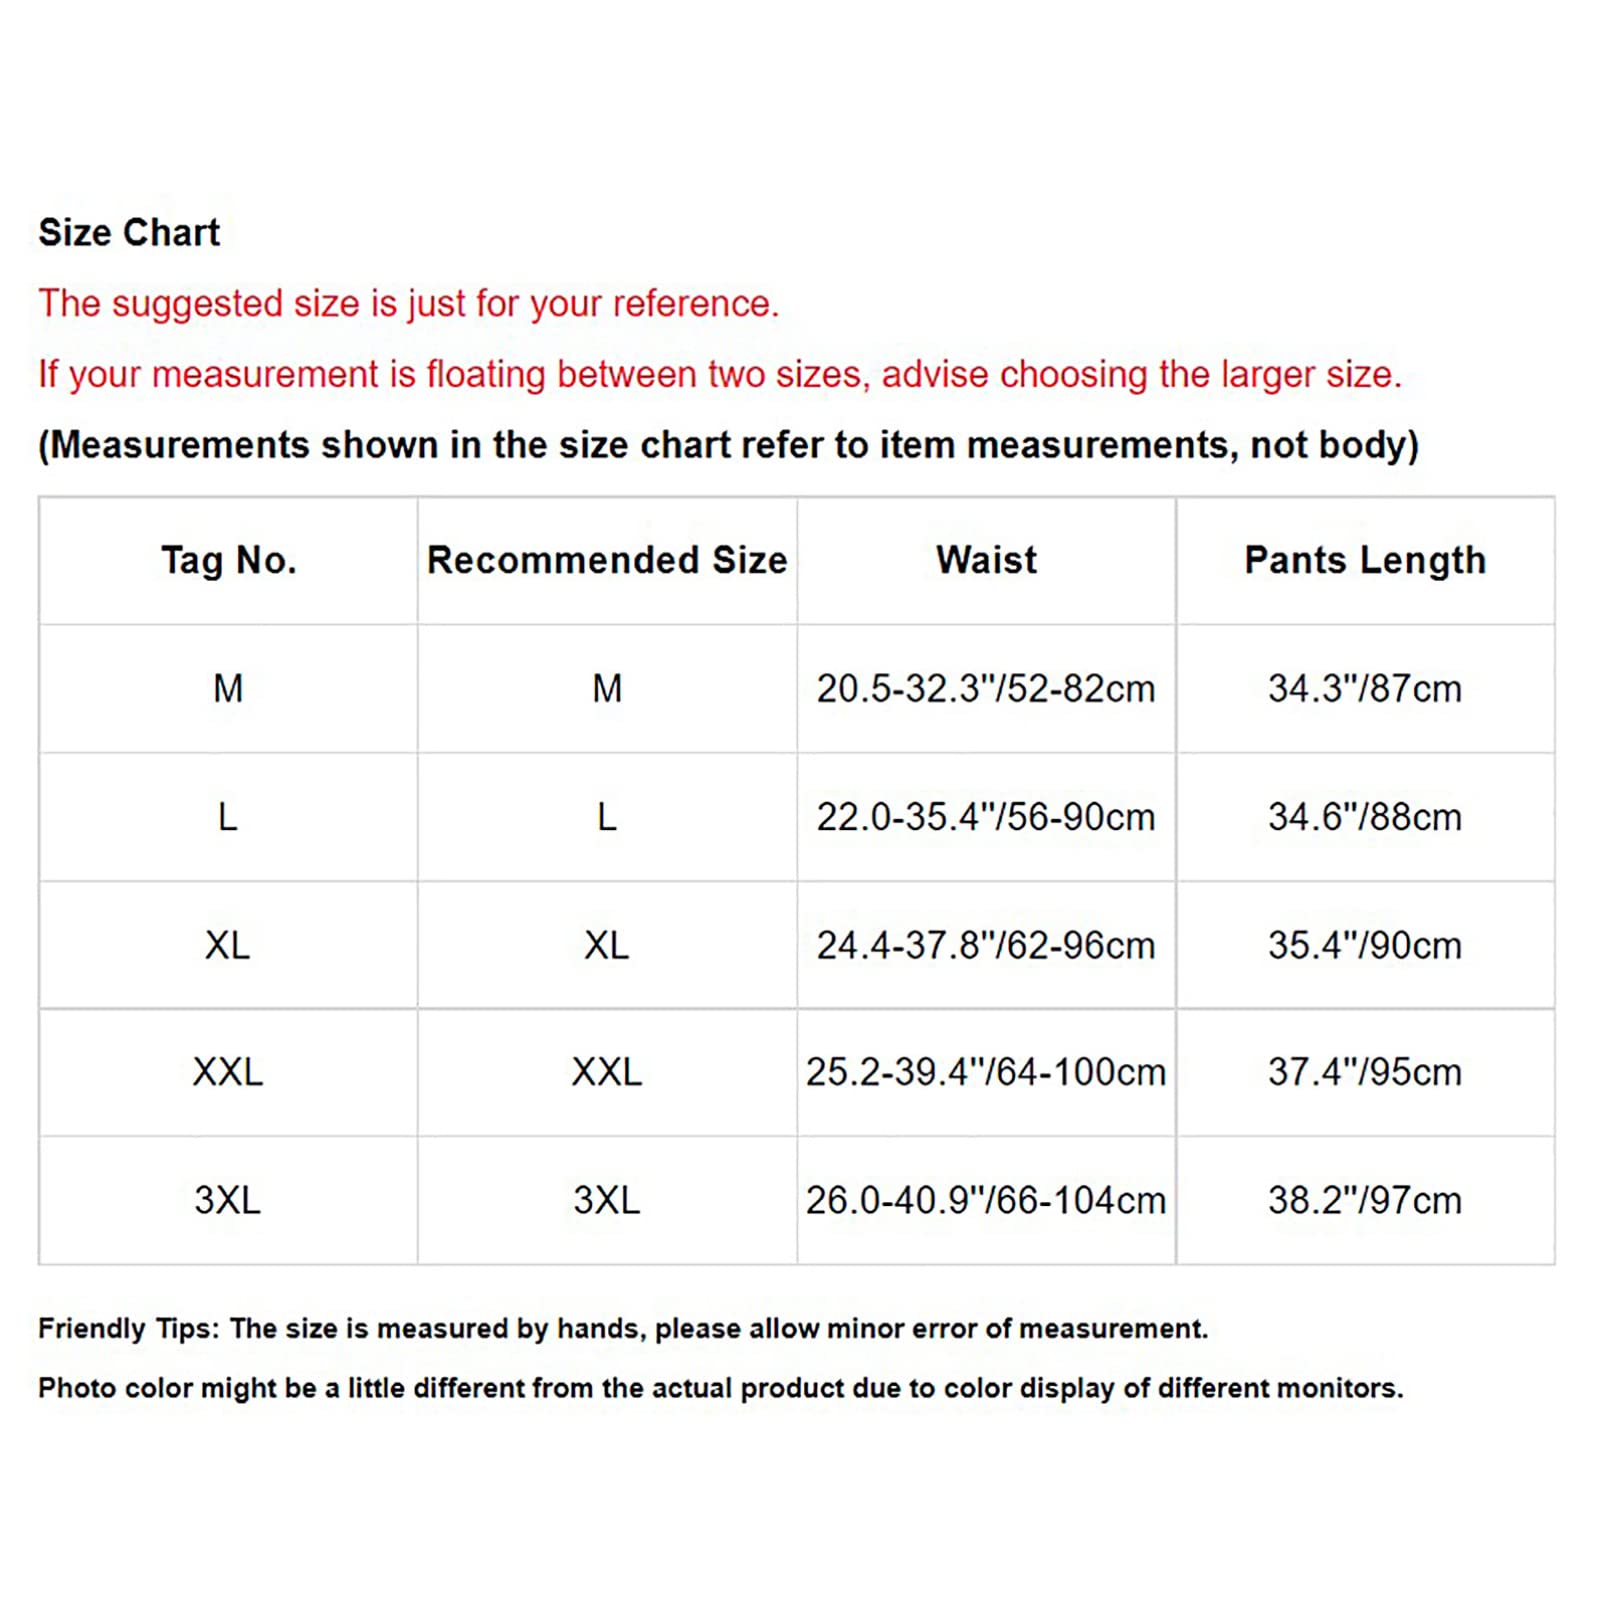 Size Chart
The suggested size is just for your reference.
If your measurement is floating between two sizes, advise choosing the larger size.
(Measurements shown in the size chart refer to item measurements, not body)
Tag No. Recommended Size Waist Pants Length
M M 20.5-32.3"/52-82cm 34.3"/87cm
L L 22.0-35.4"/56-90cm 34.6"/88cm
XL XL 24.4-37.8"/62-96cm 35.4"/90cm
XXL XXL 25.2-39.4"/64-100cm 37.4"/95cm
3XL 3XL 26.0-40.9"/66-104cm 38.2"/97cm
Friendly Tips: The size is measured by hands, please allow minor error of measurement.
Photo color might be a little different from the actual product due to color display of different monitors.